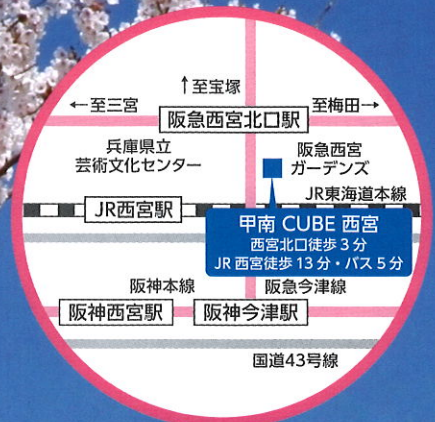 ↑至宝塚
←至三宮
至梅田→
阪急西宮北口駅
兵庫県立
芸術文化センター
阪急西宮
ガーデンズ
JR東海道本線
JR西宮駅
甲南 CUBE 西宮
西宮北口徒歩3分
JR 西宮徒歩 13分・バス 5分
阪神本線
阪急今津線
阪神西宮駅
阪神今津駅
国道43号線